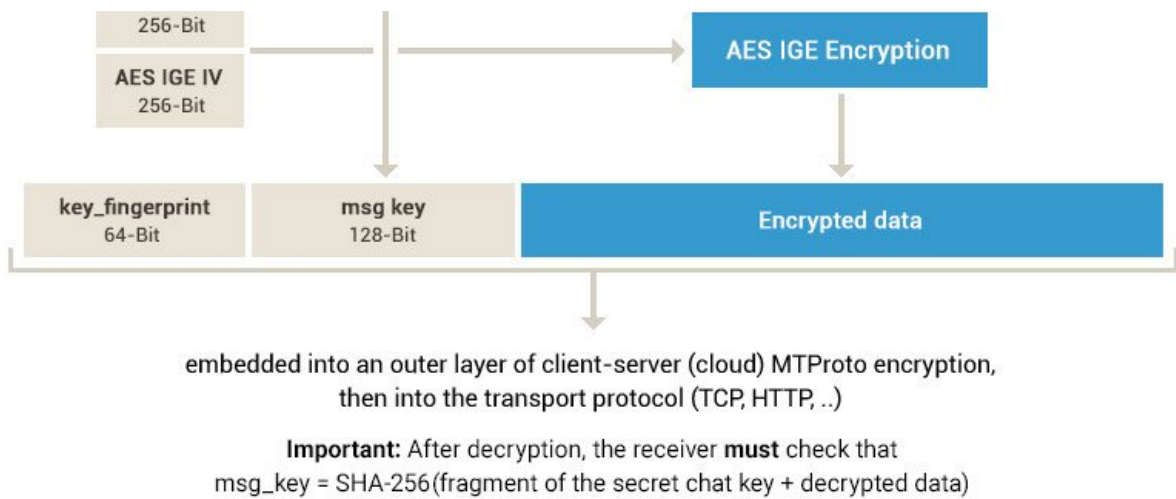 256-Bit
AES IGE IV
256-Bit
AES IGE Encryption
key_fingerprint
64-Bit
msg key
128-Bit
Encrypted data
embedded into an outer layer of client-server (cloud) MTProto encryption,
then into the transport protocol (TCP, HTTP, ..)
Important: After decryption, the receiver must check that
msg_key = SHA-256(fragment of the secret chat key + decrypted data)